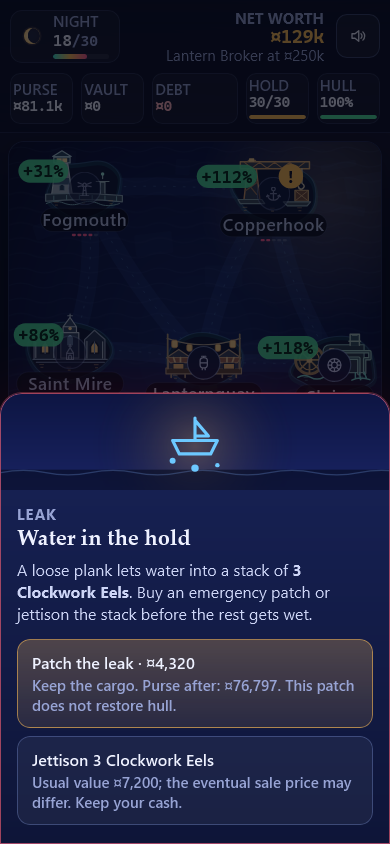 NIGHT
18/30
NET WORTH
¤129k
Lantern Broker at ¤250k
PURSE
¤81.1k
VAULT
¤0
DEBT
¤0
HOLD
30/30
HULL
100%
+31%
Fogmouth
+112%
!
Copperhook
+86%
Saint Mire
Lanternquay
+118%
LEAK
Water in the hold
A loose plank lets water into a stack of 3
Clockwork Eels. Buy an emergency patch or
jettison the stack before the rest gets wet.
Patch the leak · ¤4,320
Keep the cargo. Purse after: ¤76,797. This patch
does not restore hull.
Jettison 3 Clockwork Eels
Usual value ¤7,200; the eventual sale price may
differ. Keep your cash.